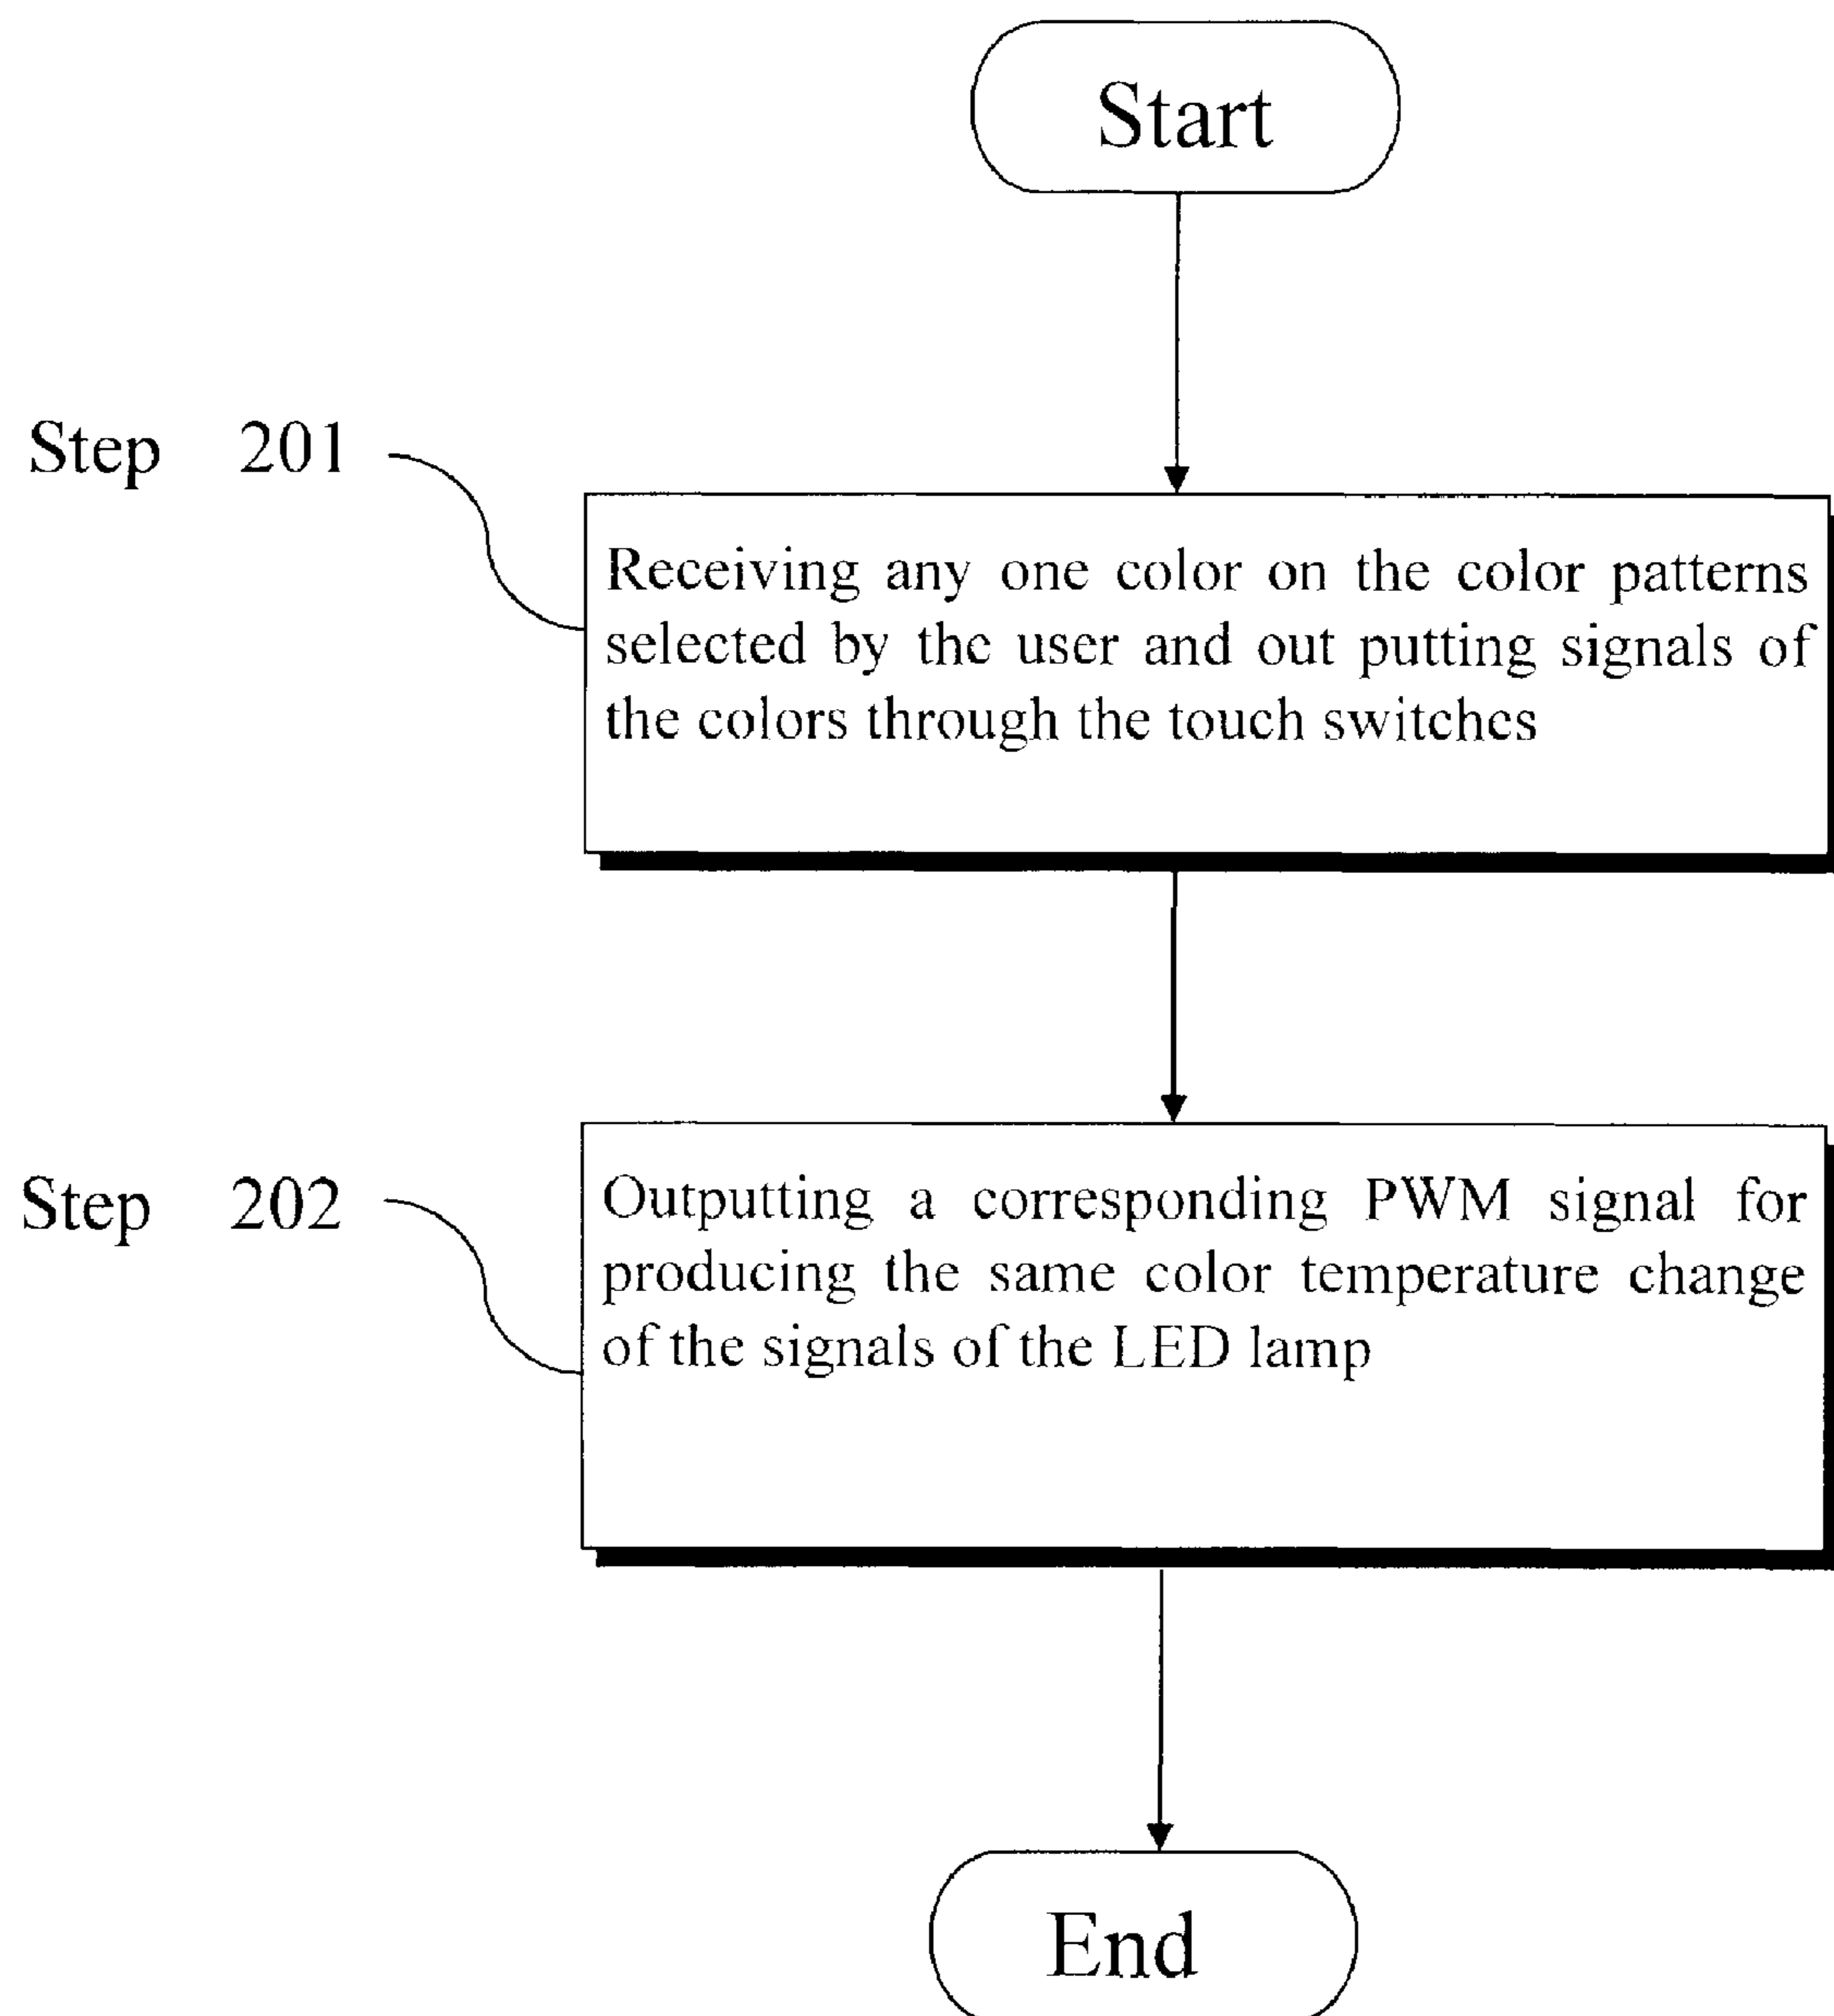 Start
Step 201
Receiving any one color on the color patterns
selected by the user and out putting signals of
the colors through the touch switches
Step 202
Outputting a corresponding PWM signal for
producing the same color temperature change
of the signals of the LED lamp
End